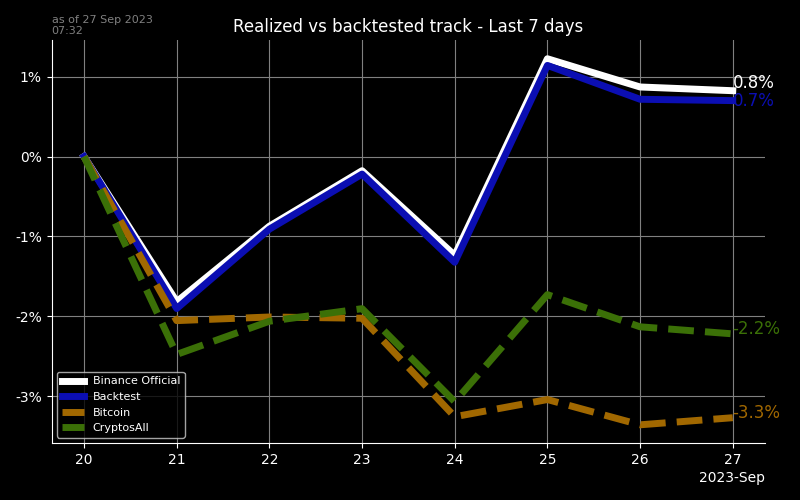 as of 27 Sep 2023
07:32
Realized vs backtested track - Last 7 days
1%
0%
-1%
-2%
-3%
0.8%
0.7%
-2.2%
-3.3%
Binance Official
Backtest
Bitcoin
CryptosAll
20 21 22 23 24 25 26 27
2023-Sep